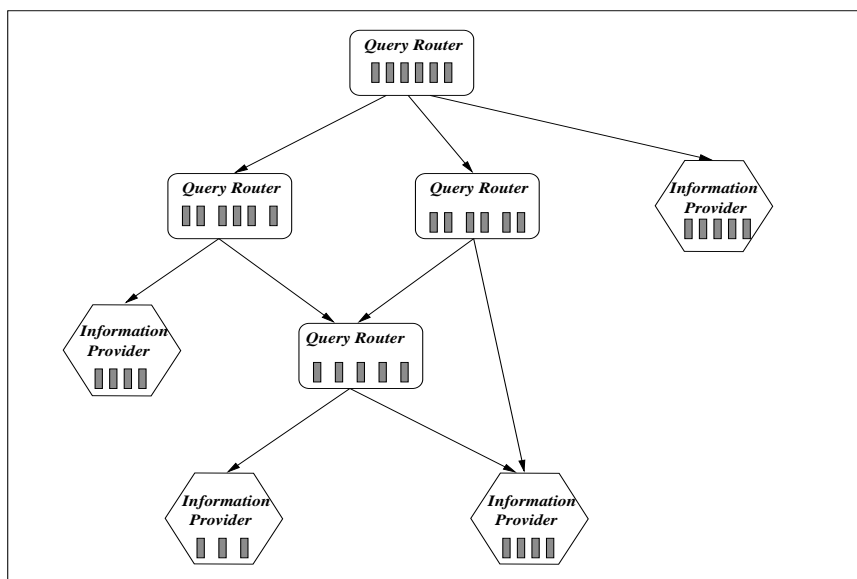 Query Router
Query Router
Query Router
Information
Provider
Information
Provider
Query Router
Information
Provider
Information
Provider